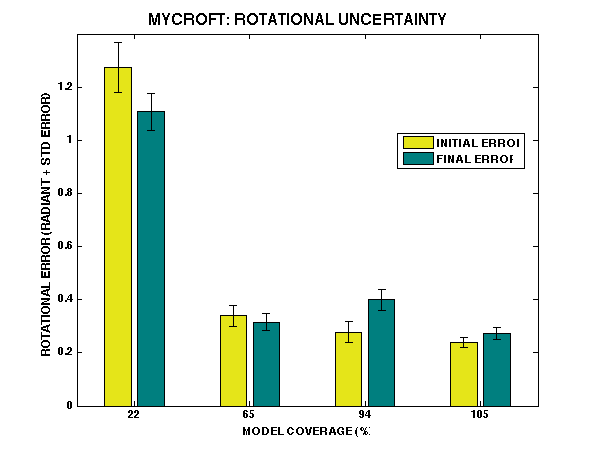 MYCROFT: ROTATIONAL UNCERTAINTY
ROTATIONAL ERROR (RADIANT + STD ERROR)
1.2
1
0.8
0.6
0.4
0.2
0
INITIAL ERROI
FINAL ERROF
22
65
94
105
MODEL COVERAGE (%